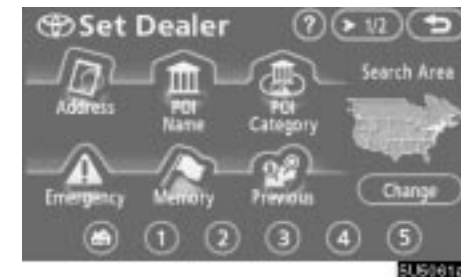 Set Dealer ? 1/2
Search Area
Address POI Name POI Category
Emergency Memory Previous
Change
1 2 3 4 5
5U5061a